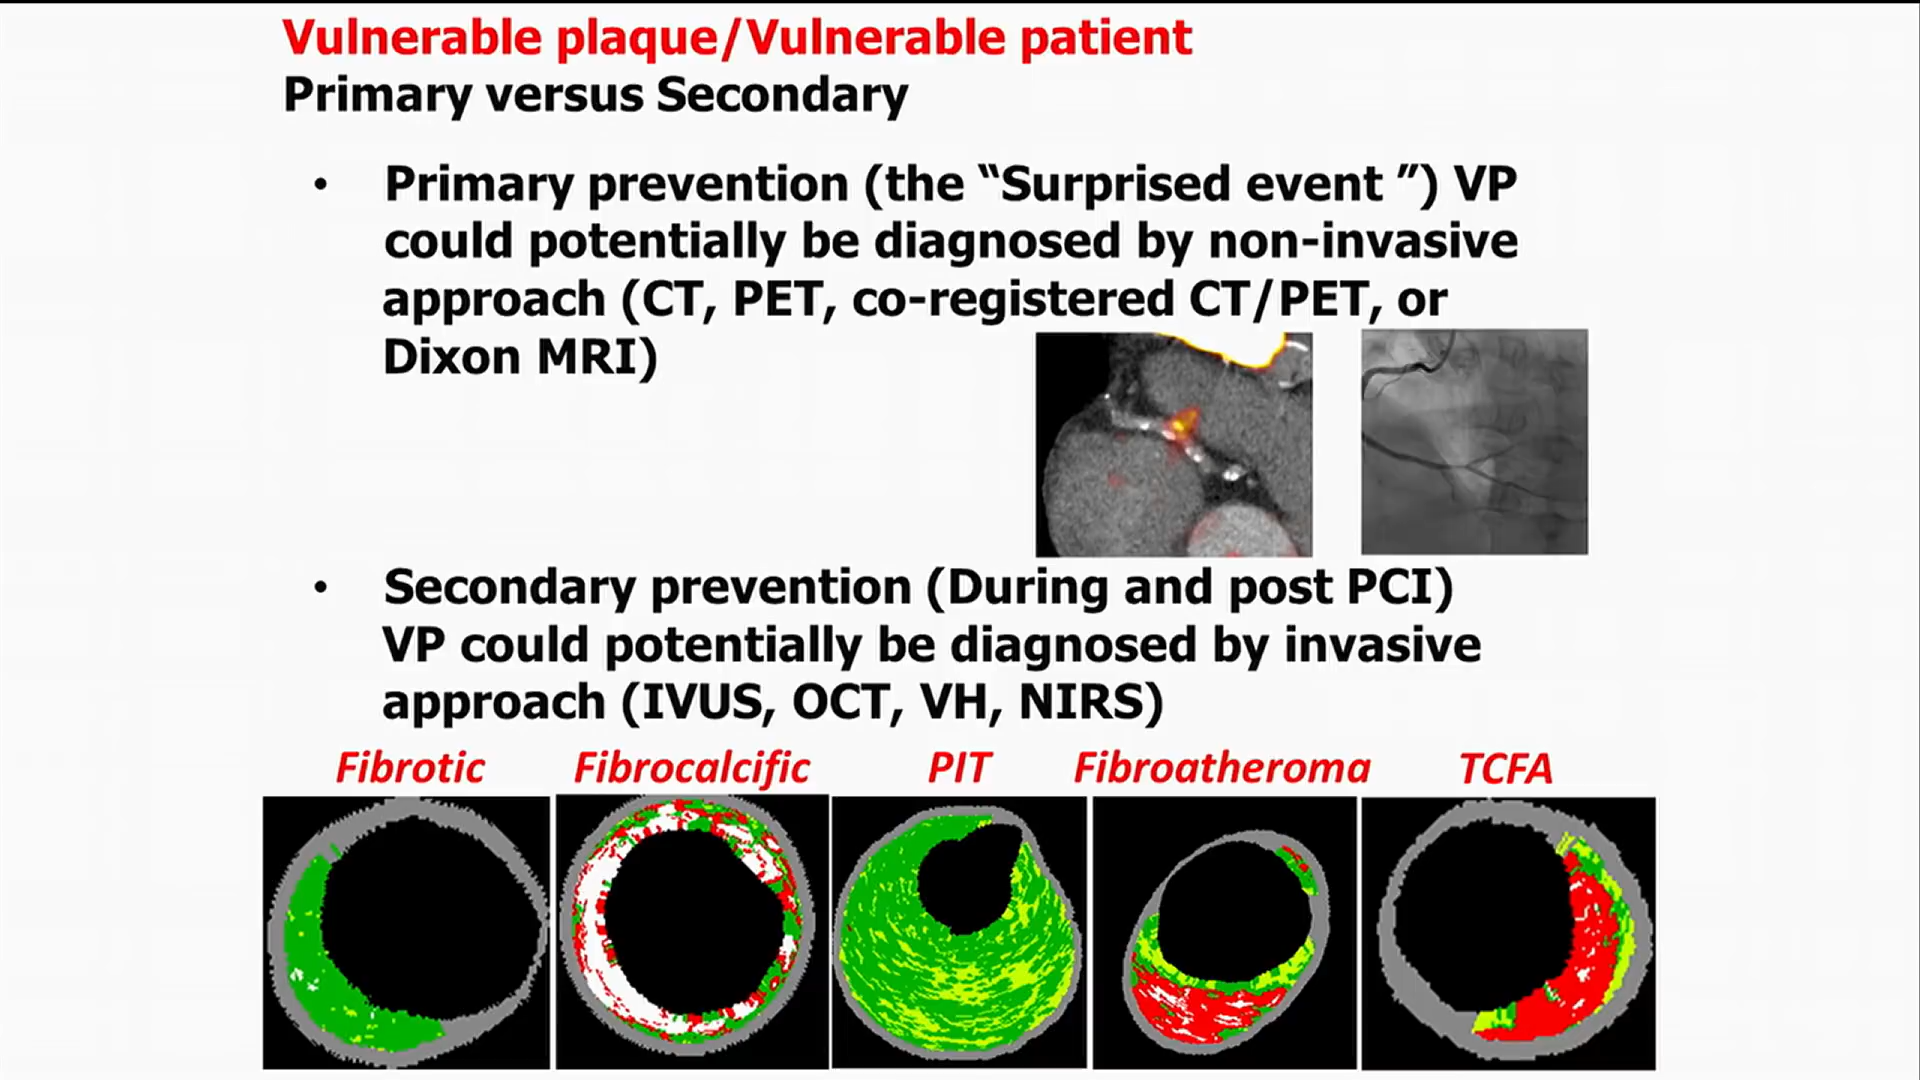 Vulnerable plaque/Vulnerable patient
Primary versus Secondary
• Primary prevention (the “Surprised event ”) VP
could potentially be diagnosed by non-invasive
approach (CT, PET, co-registered CT/PET, or
Dixon MRI)
• Secondary prevention (During and post PCI)
VP could potentially be diagnosed by invasive
approach (IVUS, OCT, VH, NIRS)
Fibrotic Fibrocalcific PIT Fibroatheroma TCFA